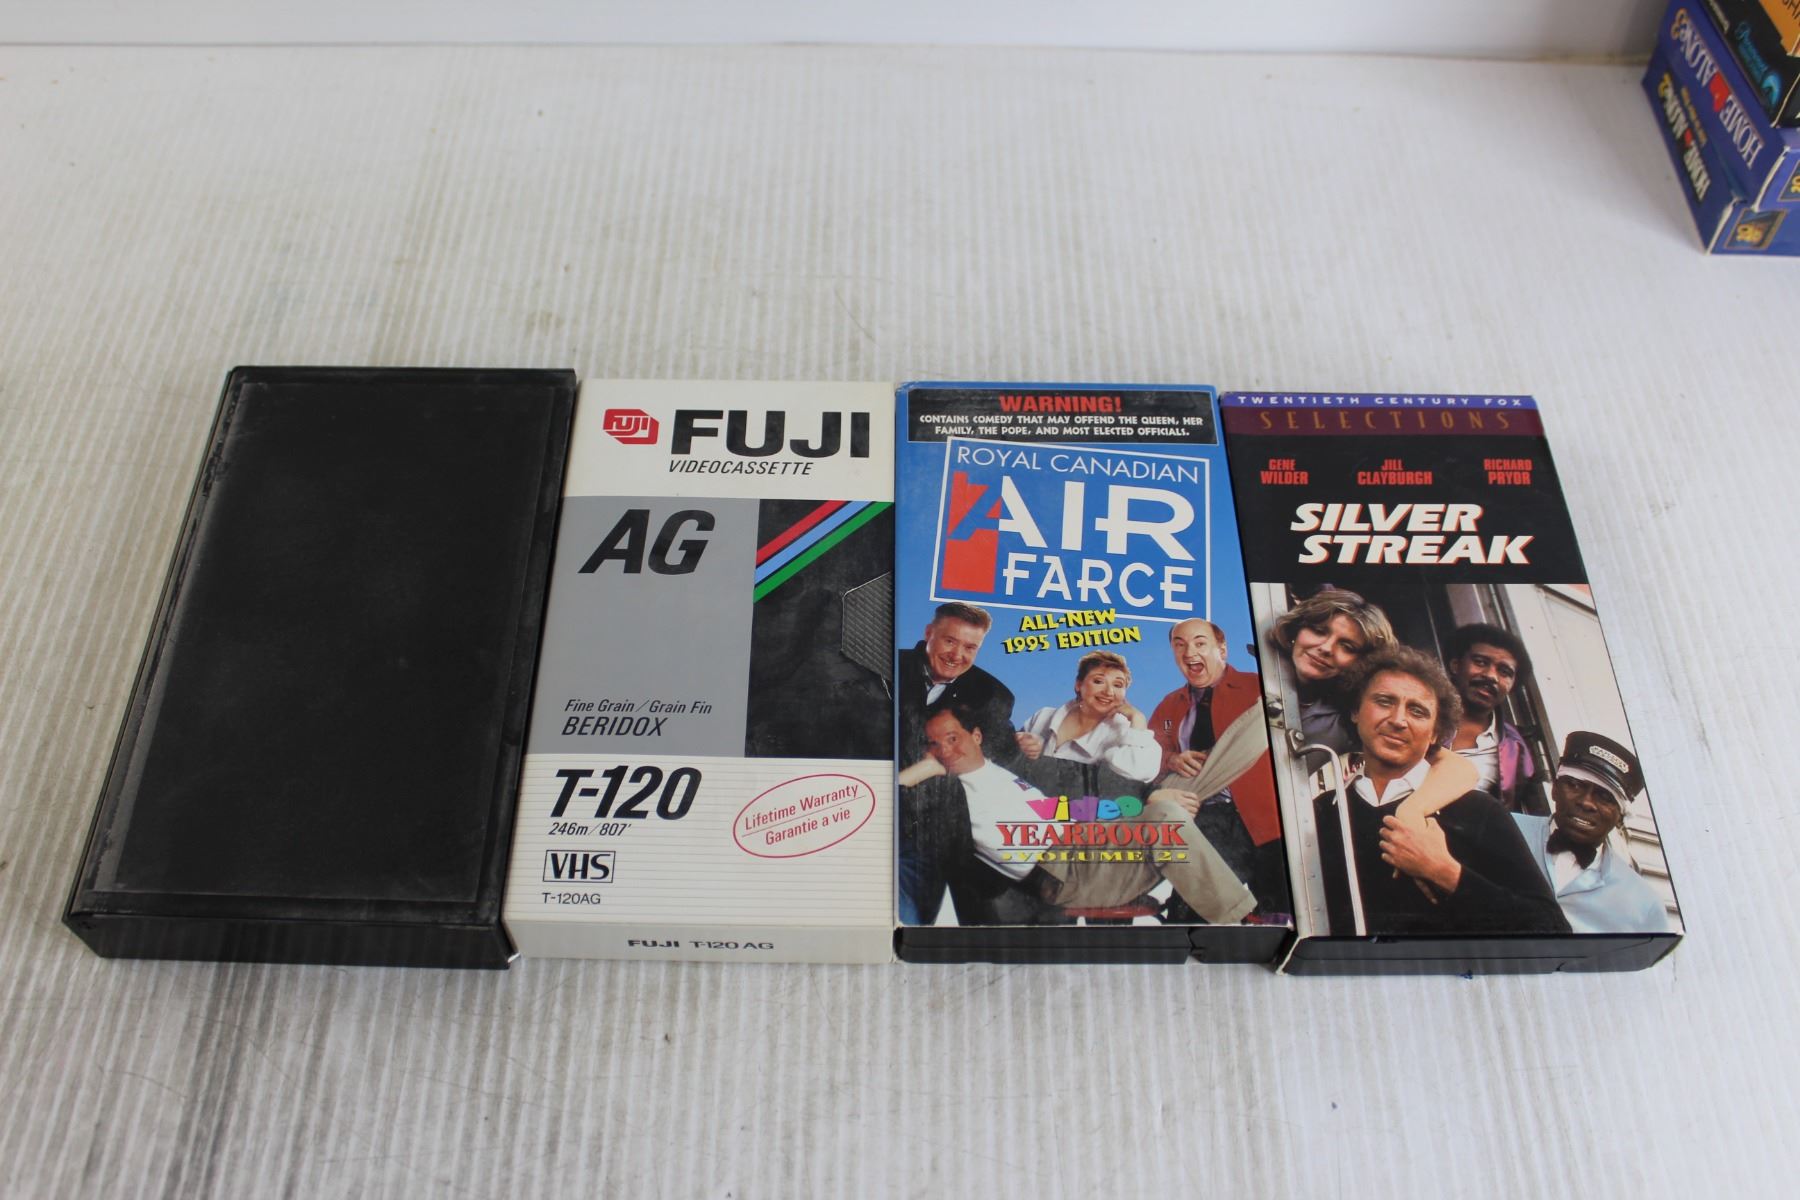 FUJI
FUJI
VIDEOCASSETTE
AG
Fine Grain/Grain Fin
BERIDOX
T-120
246m/807'
VHS
T-120AG
Lifetime Warranty
Garantie a vie
FUJI T-120 AG
WARNING!
CONTAINS COMEDY THAT MAY OFFEND THE QUEEN, HER
FAMILY, THE POPE, AND MOST ELECTED OFFICIALS.
ROYAL CANADIAN
AIR
FARCE
ALL-NEW
1995 EDITION
Video
YEARBOOK
•VOLUME 2•
TWENTIETH CENTURY FOX
SELECTIONS
GENE
WILDER
JILL
CLAYBURGH
RICHARD
PRYOR
SILVER
STREAK
HOME ALONE
HOME ALONE